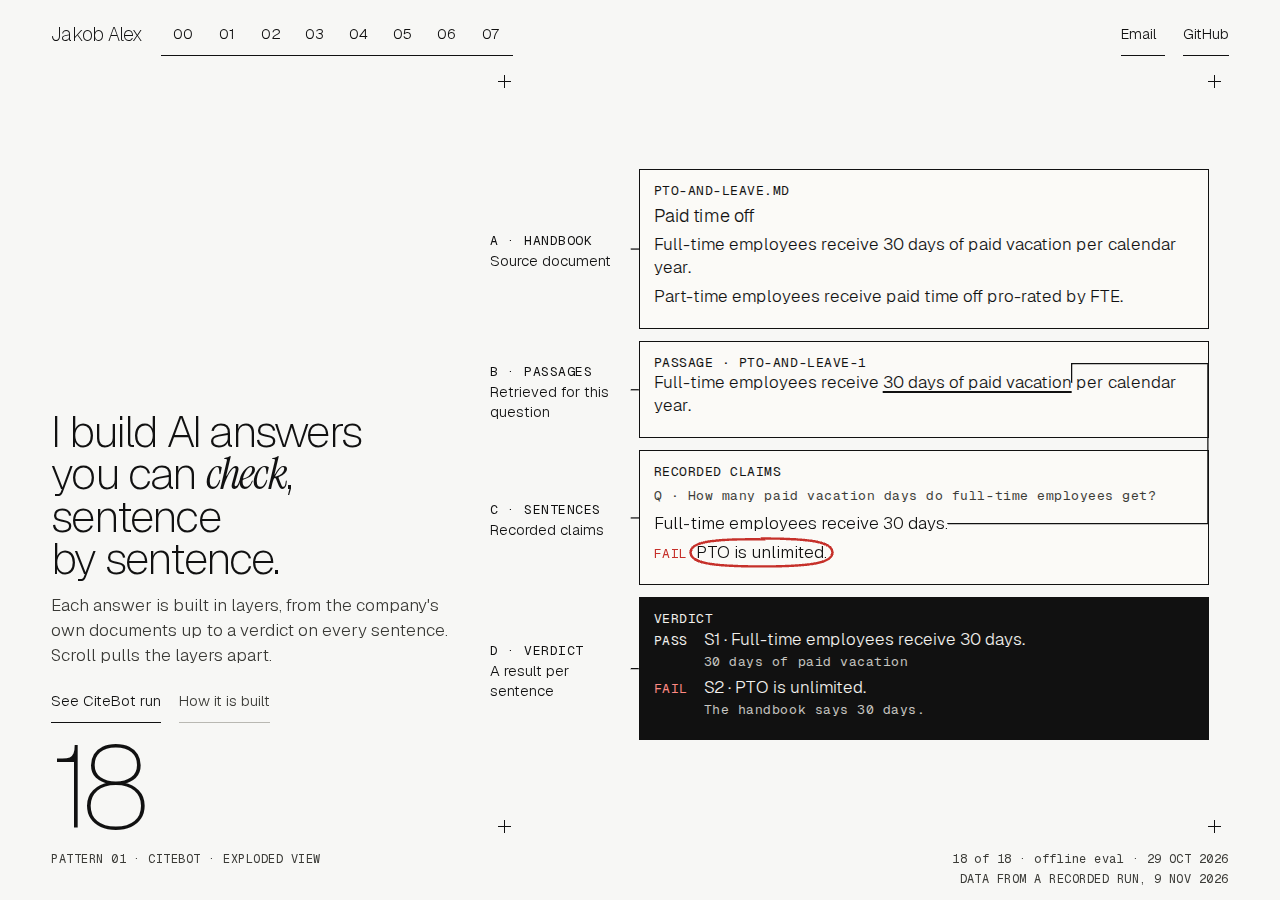 Jakob Alex 00 01 02 03 04 05 06 07 Email GitHub
I build AI answers
you can check,
sentence
by sentence.
Each answer is built in layers, from the company's
own documents up to a verdict on every sentence.
Scroll pulls the layers apart.
See CiteBot run How it is built
18
A · HANDBOOK
Source document
PTO-AND-LEAVE.MD
Paid time off
Full-time employees receive 30 days of paid vacation per calendar
year.
Part-time employees receive paid time off pro-rated by FTE.
B · PASSAGES
Retrieved for this
question
PASSAGE · PTO-AND-LEAVE-1
Full-time employees receive 30 days of paid vacation per calendar
year.
C · SENTENCES
Recorded claims
RECORDED CLAIMS
Q · How many paid vacation days do full-time employees get?
Full-time employees receive 30 days.
FAIL PTO is unlimited.
D · VERDICT
A result per
sentence
VERDICT
PASS S1 · Full-time employees receive 30 days.
30 days of paid vacation
FAIL S2 · PTO is unlimited.
The handbook says 30 days.
PATTERN 01 · CITEBOT · EXPLODED VIEW
18 of 18 · offline eval · 29 OCT 2026
DATA FROM A RECORDED RUN, 9 NOV 2026